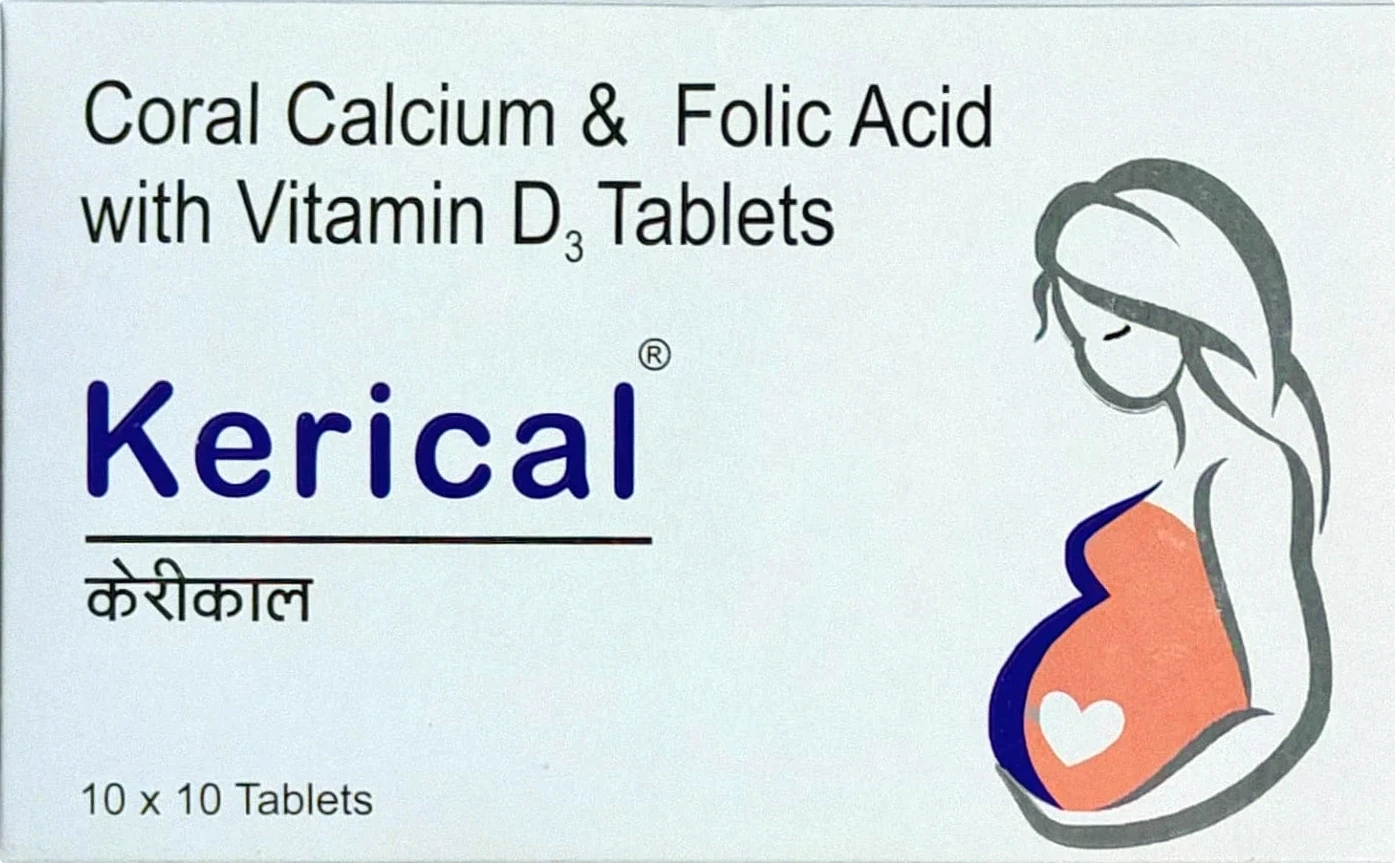 Coral Calcium & Folic Acid
with Vitamin D₃ Tablets
Kerical®
केरीकाल
10 x 10 Tablets